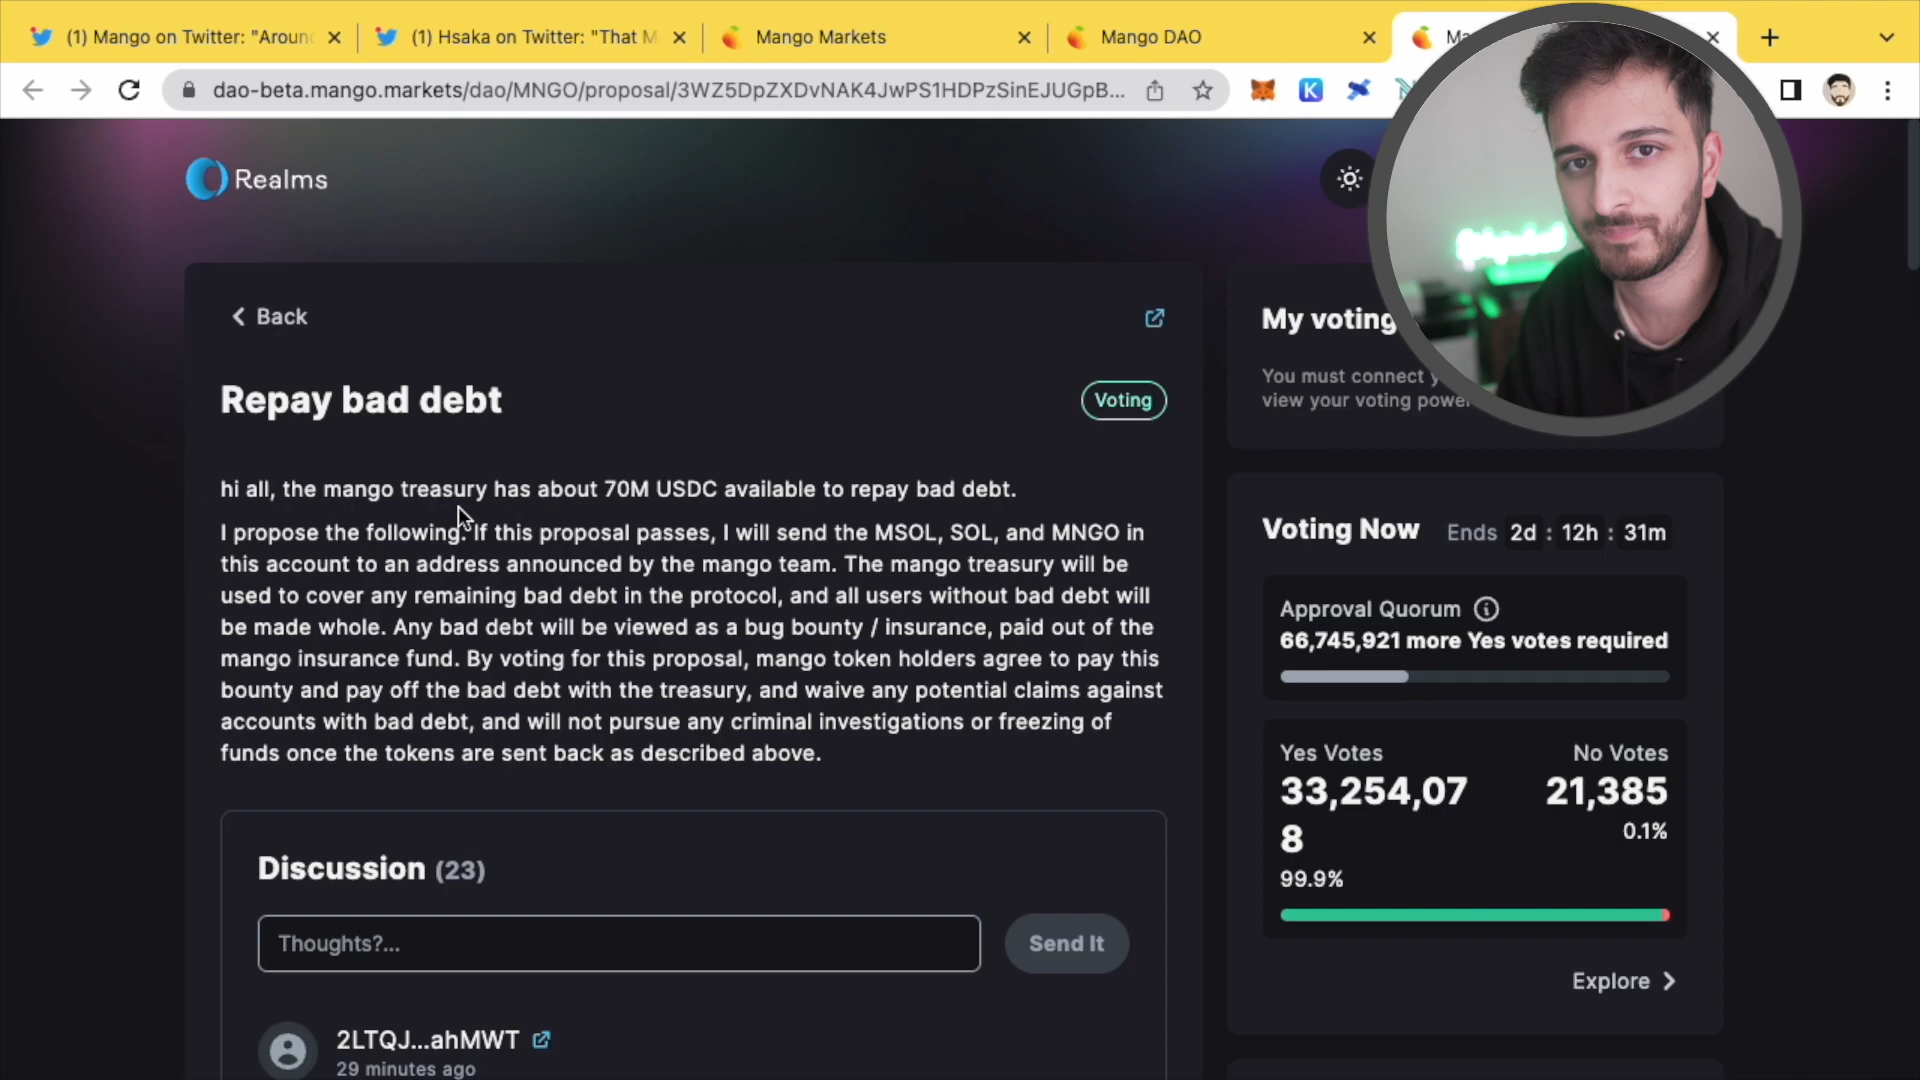 (1) Mango on Twitter: "Aroun
(1) Hsaka on Twitter: "That M
Mango Markets
Mango DAO
Ma
dao-beta.mango.markets/dao/MNGO/proposal/3WZ5DpZXDvNAK4JwPS1HDPzSinEJUGpB...
K
Realms
Back
Repay bad debt
Voting
hi all, the mango treasury has about 70M USDC available to repay bad debt.
I propose the following. If this proposal passes, I will send the MSOL, SOL, and MNGO in
this account to an address announced by the mango team. The mango treasury will be
used to cover any remaining bad debt in the protocol, and all users without bad debt will
be made whole. Any bad debt will be viewed as a bug bounty / insurance, paid out of the
mango insurance fund. By voting for this proposal, mango token holders agree to pay this
bounty and pay off the bad debt with the treasury, and waive any potential claims against
accounts with bad debt, and will not pursue any criminal investigations or freezing of
funds once the tokens are sent back as described above.
Discussion (23)
Thoughts?...
Send It
2LTQJ...ahMWT
29 minutes ago
My voting
You must connect y
view your voting power
Voting Now Ends 2d : 12h : 31m
Approval Quorum
66,745,921 more Yes votes required
Yes Votes No Votes
33,254,07 21,385
8 0.1%
99.9%
Explore